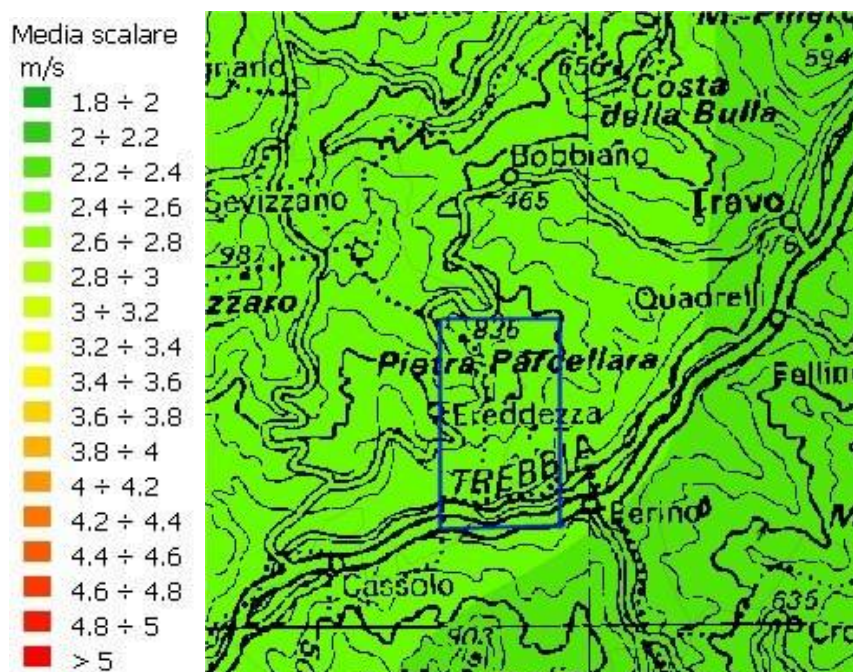 Media scalare
m/s
1.8 ÷ 2
2 ÷ 2.2
2.2 ÷ 2.4
2.4 ÷ 2.6
2.6 ÷ 2.8
2.8 ÷ 3
3 ÷ 3.2
3.2 ÷ 3.4
3.4 ÷ 3.6
3.6 ÷ 3.8
3.8 ÷ 4
4 ÷ 4.2
4.2 ÷ 4.4
4.4 ÷ 4.6
4.6 ÷ 4.8
4.8 ÷ 5
> 5
594
656
Costa
della Bulla
Bobbiano
465
Sevizzano
Travo
176
987
zzaro
Quadrelli
836
Pietra Parcellara
Fellino
Freddezza
TREBBIA
Perino
M
Cassolo
635
Cro
903